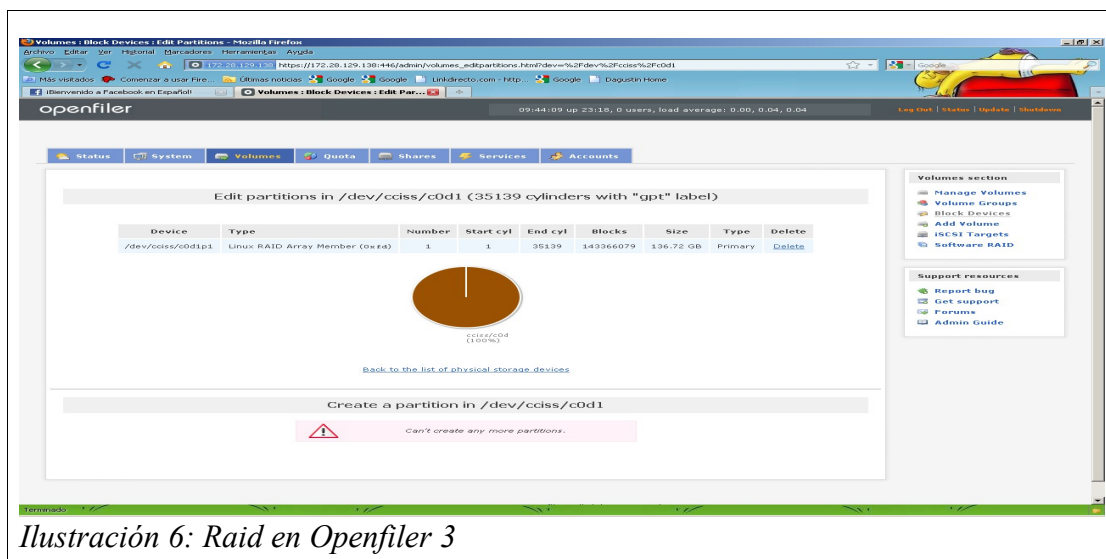 Volumes : Block Devices : Edit Partitions - Mozilla Firefox
Archivo Editar Ver Historial Marcadores Herramientas Ayuda
172.28.129.138 https://172.28.129.138:446/admin/volumes_editpartitions.html?dev=%2Fdev%2Fcciss%2Fc0d1
Google
Más visitados Comenzar a usar Fire... Últimas noticias Google Google Linkdirecto.com - http... Google Dagustin Home
¡Bienvenido a Facebook en Español! Volumes : Block Devices : Edit Par...
openfiler
09:44:09 up 23:18, 0 users, load average: 0.00, 0.04, 0.04
Log Out | Status | Update | Shutdown
Status System Volumes Quota Shares Services Accounts
Edit partitions in /dev/cciss/c0d1 (35139 cylinders with "gpt" label)
Device Type Number Start cyl End cyl Blocks Size Type Delete
/dev/cciss/c0d1p1 Linux RAID Array Member (0xfd) 1 1 35139 143366079 136.72 GB Primary Delete
cciss/c0d
(100%)
Back to the list of physical storage devices
Create a partition in /dev/cciss/c0d1
Can't create any more partitions.
Volumes section
Manage Volumes
Volume Groups
Block Devices
Add Volume
iSCSI Targets
Software RAID
Support resources
Report bug
Get support
Forums
Admin Guide
Terminado
Ilustración 6: Raid en Openfiler 3